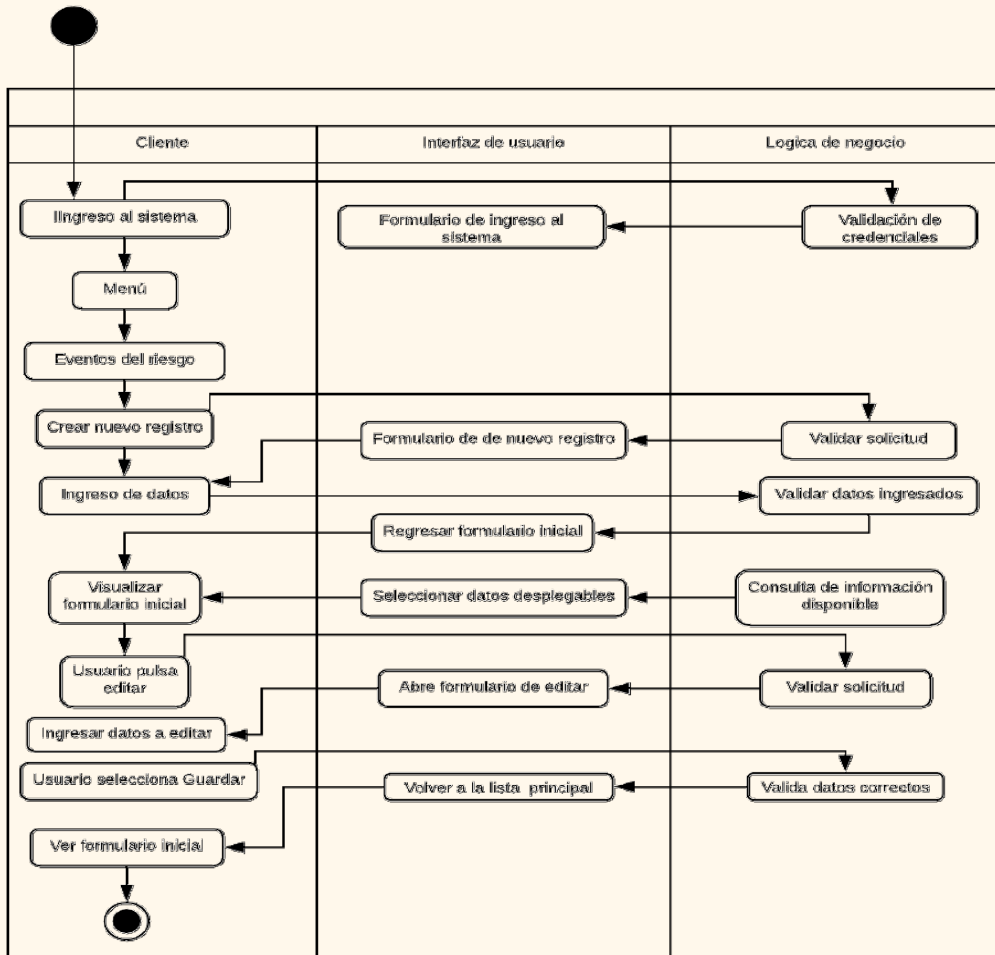 Cliente
Interfaz de usuario
Logica de negocio
IIngreso al sistema
Formulario de ingreso al
sistema
Validación de
credenciales
Menú
Eventos del riesgo
Crear nuevo registro
Formulario de de nuevo registro
Validar solicitud
Ingreso de datos
Validar datos ingresados
Regresar formulario inicial
Visualizar
formulario inicial
Seleccionar datos desplegables
Consulta de información
disponible
Usuario pulsa
editar
Abre formulario de editar
Validar solicitud
Ingresar datos a editar
Usuario selecciona Guardar
Volver a la lista principal
Valida datos correctos
Ver formulario inicial